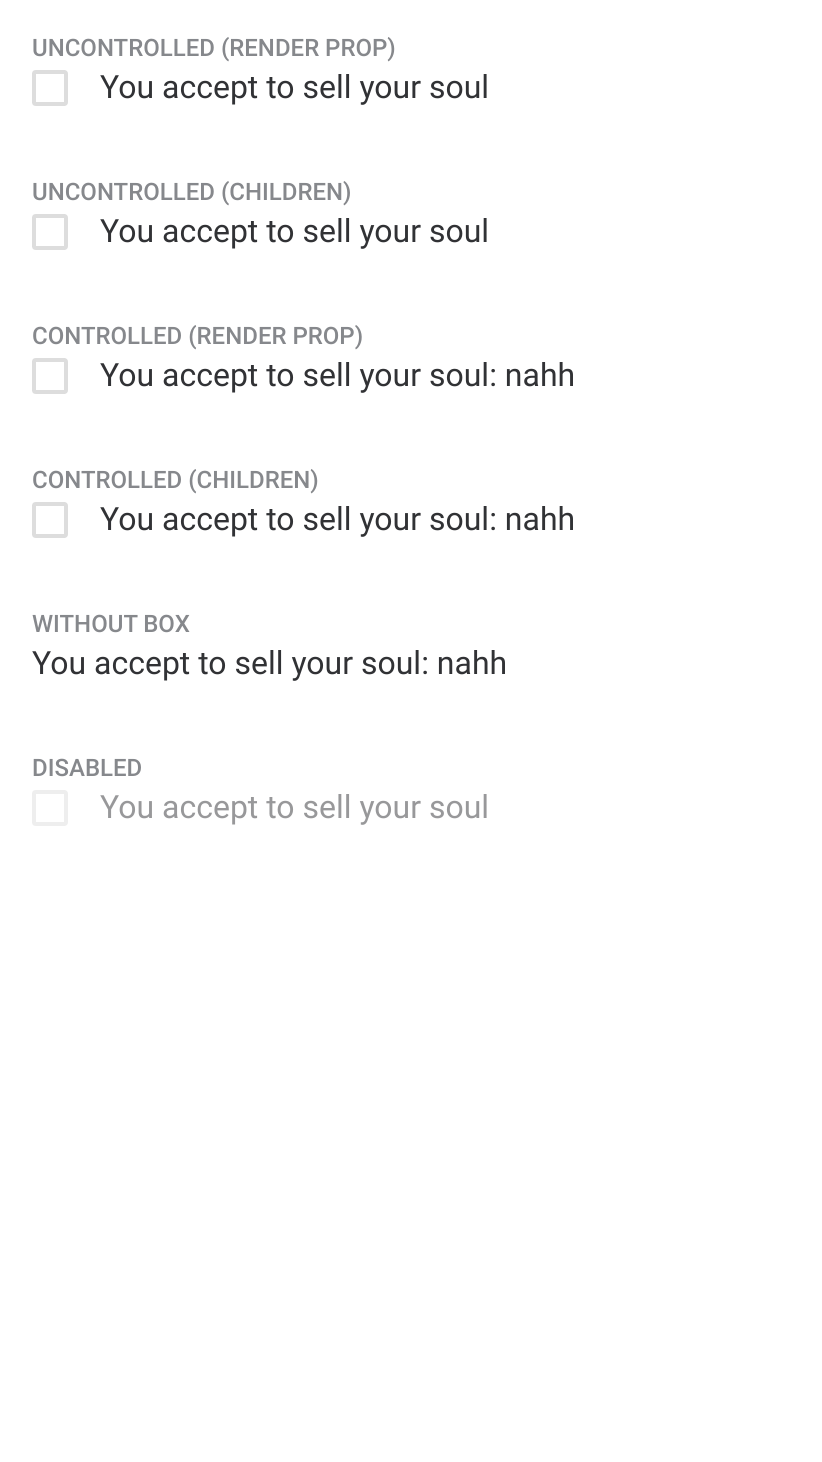 UNCONTROLLED (RENDER PROP)
You accept to sell your soul
UNCONTROLLED (CHILDREN)
You accept to sell your soul
CONTROLLED (RENDER PROP)
You accept to sell your soul: nahh
CONTROLLED (CHILDREN)
You accept to sell your soul: nahh
WITHOUT BOX
You accept to sell your soul: nahh
DISABLED
You accept to sell your soul